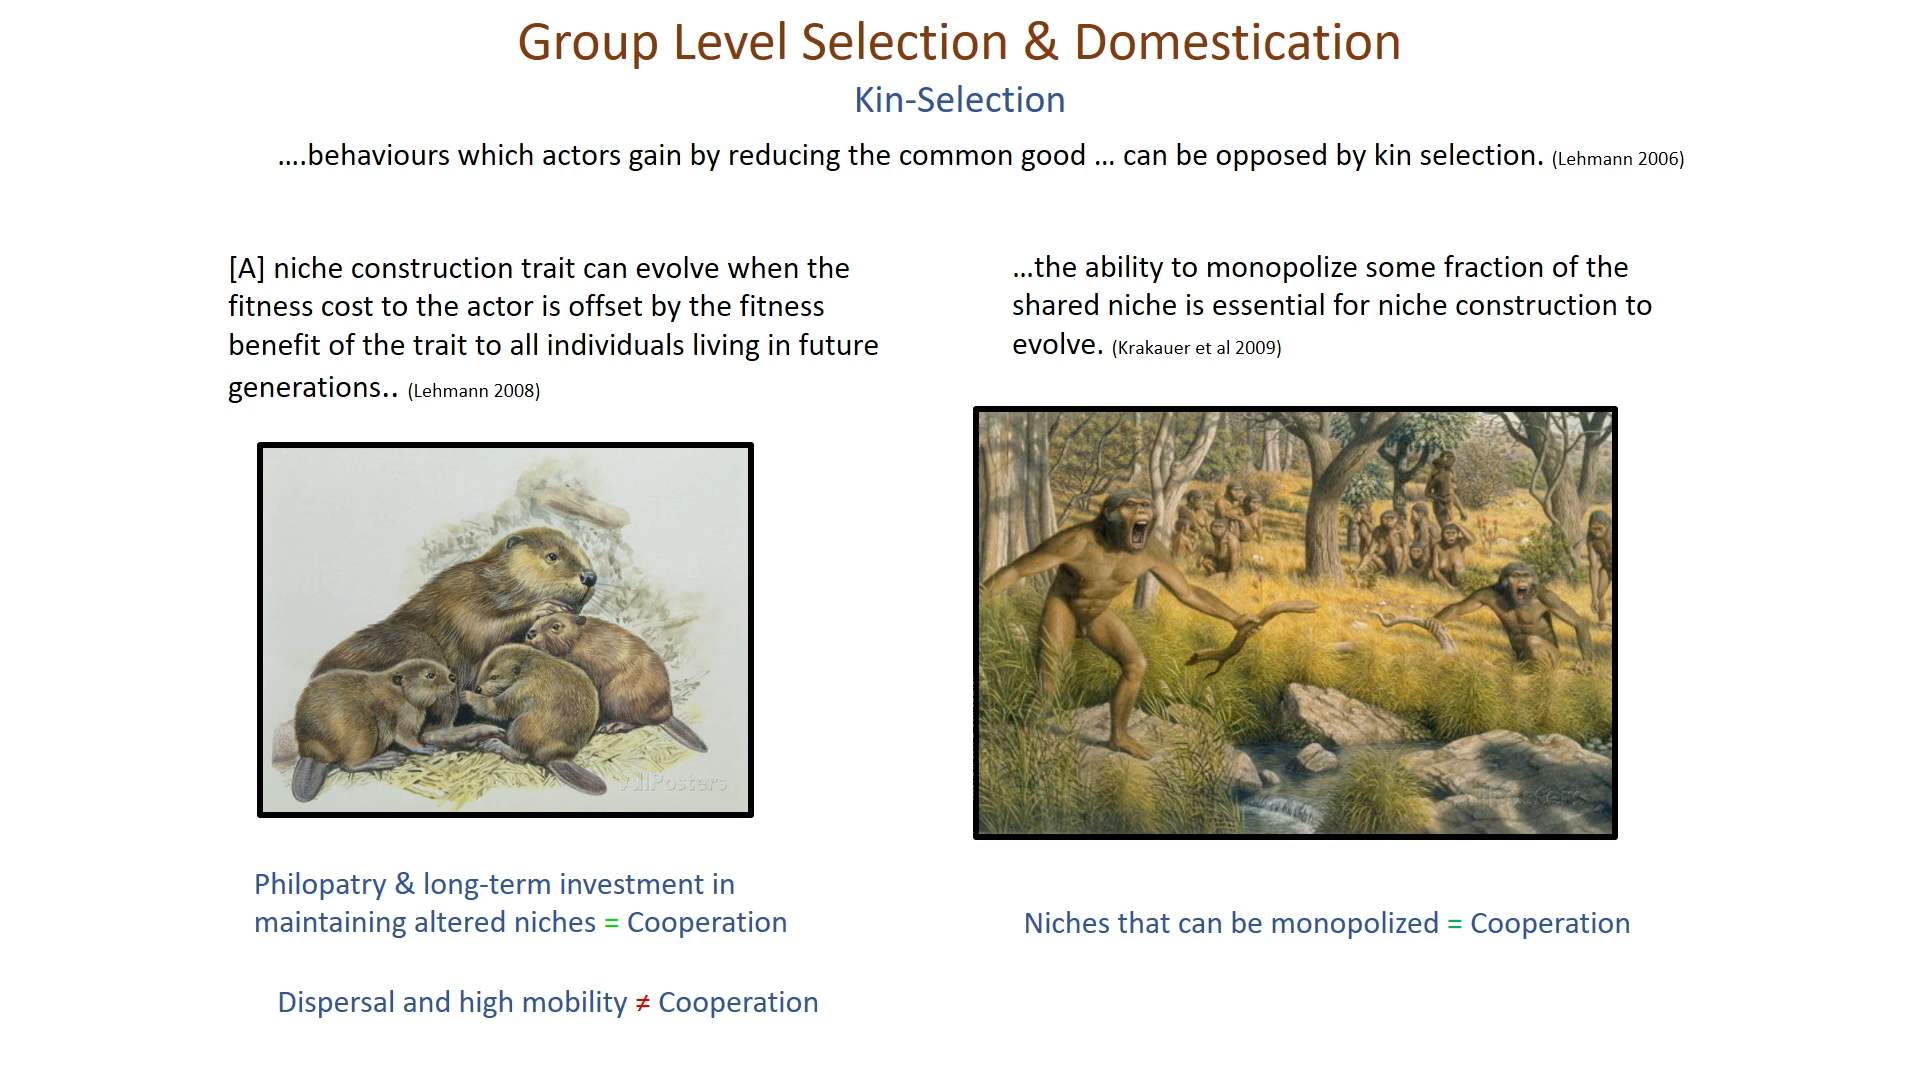 Group Level Selection & Domestication
Kin-Selection
….behaviours which actors gain by reducing the common good … can be opposed by kin selection. (Lehmann 2006)
[A] niche construction trait can evolve when the
fitness cost to the actor is offset by the fitness
benefit of the trait to all individuals living in future
generations.. (Lehmann 2008)
…the ability to monopolize some fraction of the
shared niche is essential for niche construction to
evolve. (Krakauer et al 2009)
AllPosters
Philopatry & long-term investment in
maintaining altered niches = Cooperation
Niches that can be monopolized = Cooperation
Dispersal and high mobility ≠ Cooperation